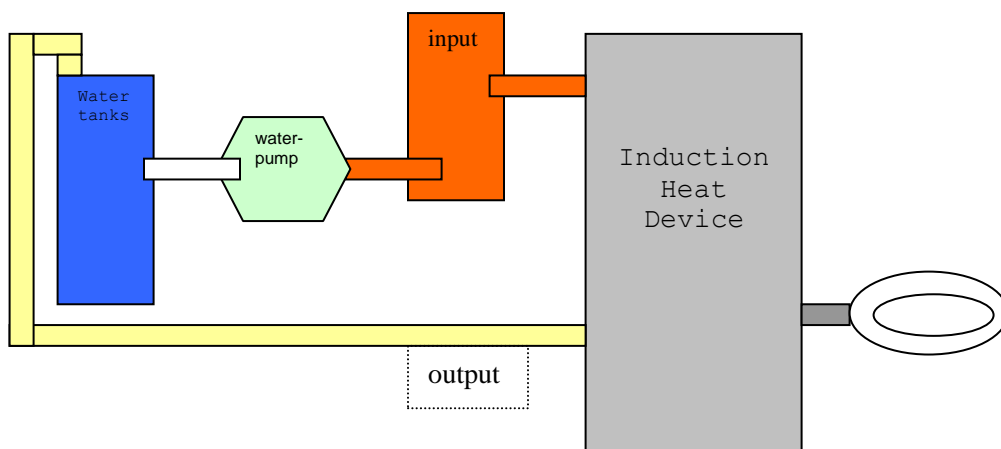 input
Water
tanks
water-
pump
Induction
Heat
Device
output